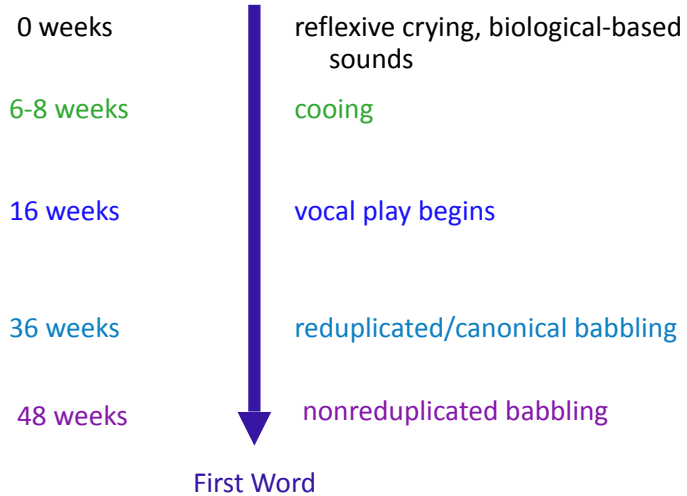 0 weeks reflexive crying, biological-based
sounds
6-8 weeks cooing
16 weeks vocal play begins
36 weeks reduplicated/canonical babbling
48 weeks nonreduplicated babbling
First Word